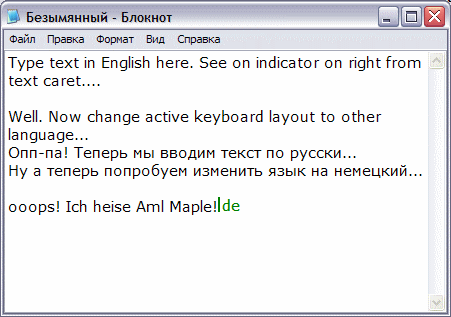 Безымянный - Блокнот
Файл Правка Формат Вид Справка
Type text in English here. See on indicator on right from
text caret....
Well. Now change active keyboard layout to other
language...
Опп-па! Теперь мы вводим текст по русски...
Ну а теперь попробуем изменить язык на немецкий...
ooops! Ich heise Aml Maple!de